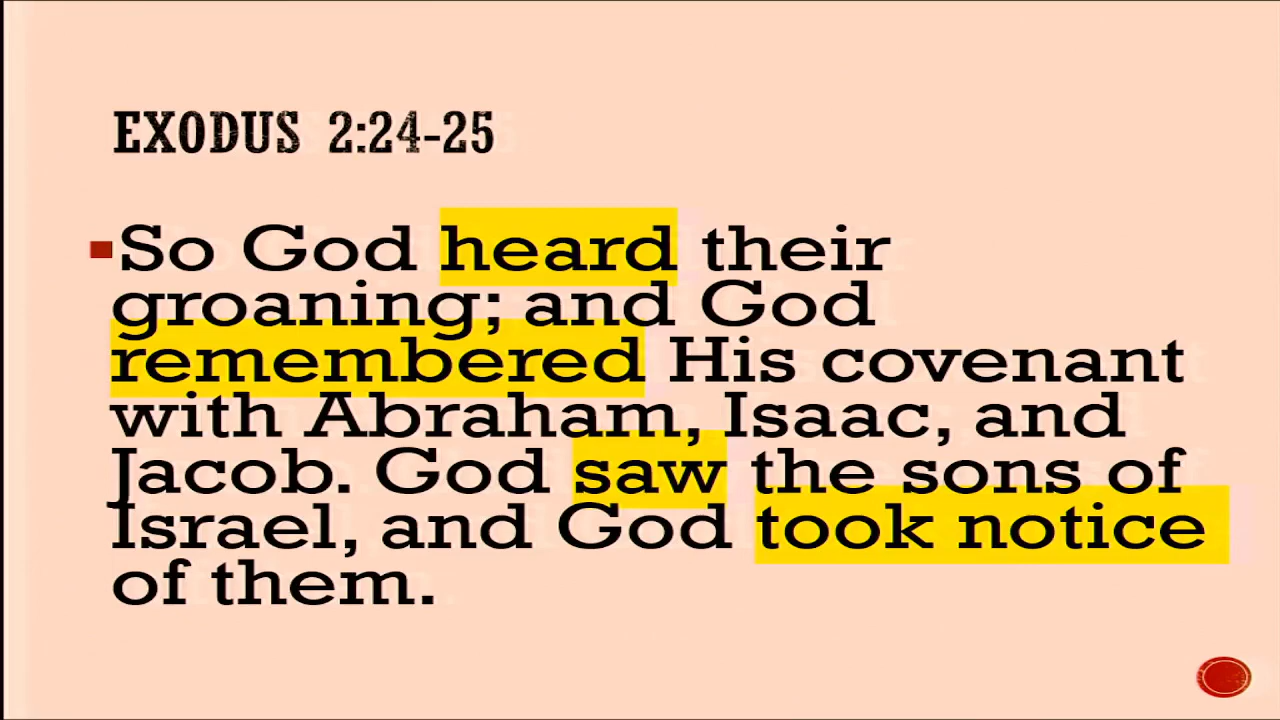 EXODUS 2:24-25
So God heard their
groaning; and God
remembered His covenant
with Abraham, Isaac, and
Jacob. God saw the sons of
Israel, and God took notice
of them.